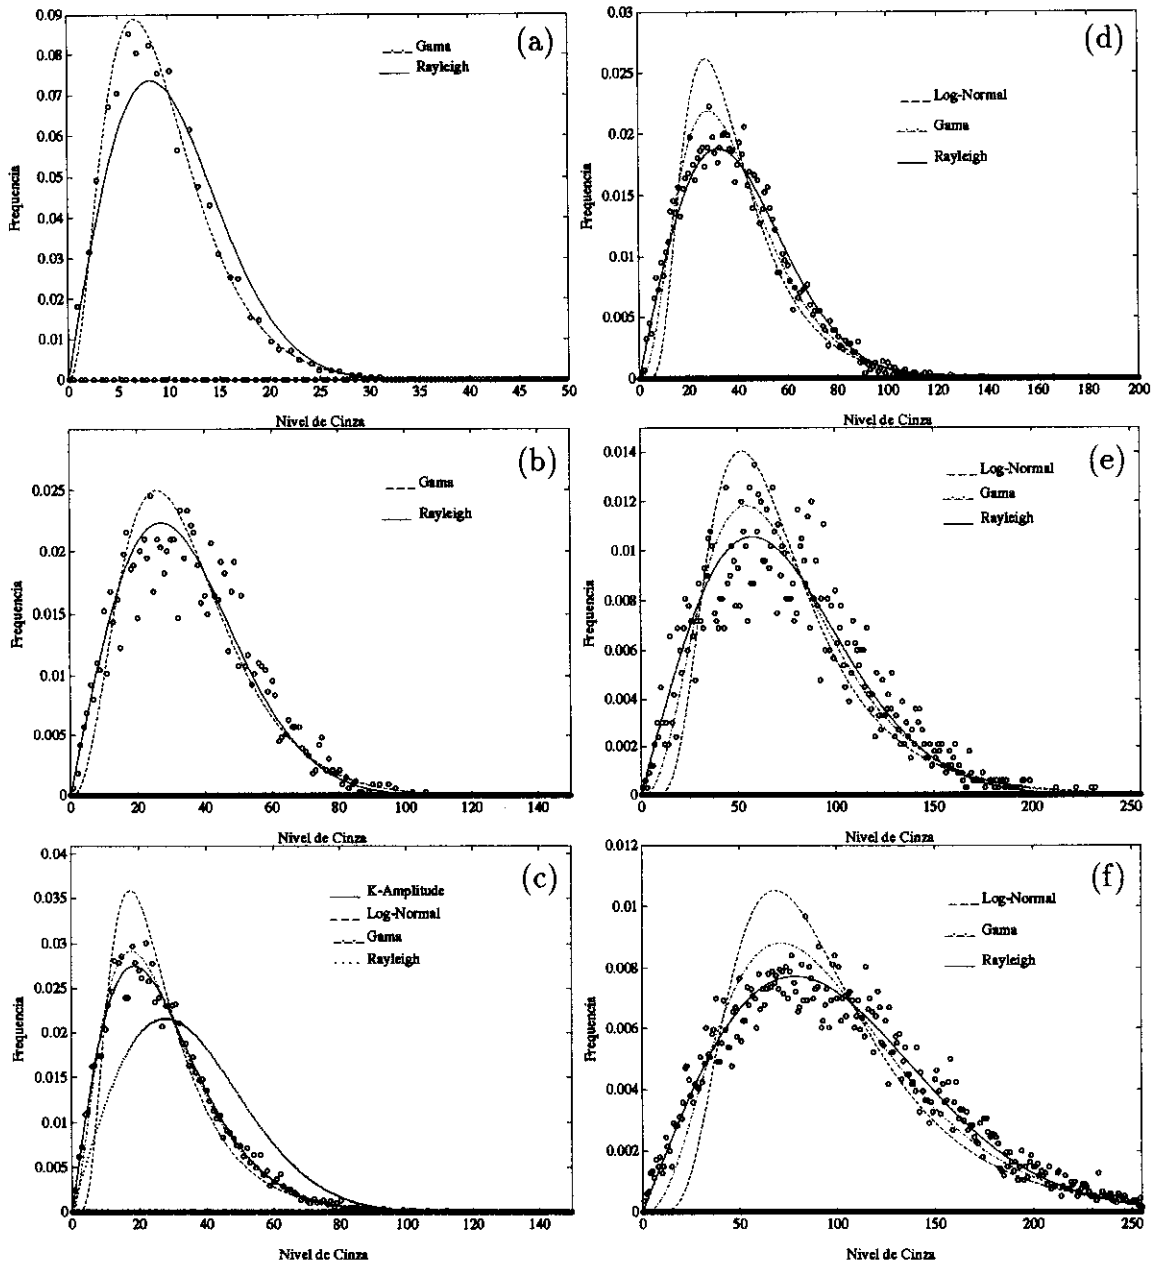 (a)
Gama
Rayleigh
Frequencia
0.09
0.08
0.07
0.06
0.05
0.04
0.03
0.02
0.01
0
0 5 10 15 20 25 30 35 40 45 50
Nivel de Cinza
(d)
Log-Normal
Gama
Rayleigh
Frequencia
0.03
0.025
0.02
0.015
0.01
0.005
0
0 20 40 60 80 100 120 140 160 180 200
Nivel de Cinza
(b)
Gama
Rayleigh
Frequencia
0.025
0.02
0.015
0.01
0.005
0
0 20 40 60 80 100 120 140
Nivel de Cinza
(e)
Log-Normal
Gama
Rayleigh
Frequencia
0.014
0.012
0.01
0.008
0.006
0.004
0.002
0
0 50 100 150 200 255
Nivel de Cinza
(c)
K-Amplitude
Log-Normal
Gama
Rayleigh
Frequencia
0.04
0.035
0.03
0.025
0.02
0.015
0.01
0.005
0
0 20 40 60 80 100 120 140
Nivel de Cinza
(f)
Log-Normal
Gama
Rayleigh
Frequencia
0.012
0.01
0.008
0.006
0.004
0.002
0
0 50 100 150 200 255
Nivel de Cinza